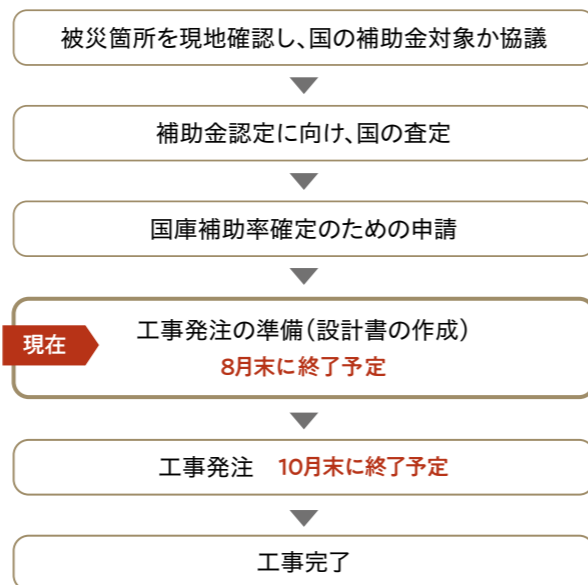 被災箇所を現地確認し、国の補助金対象か協議
補助金認定に向け、国の査定
国庫補助率確定のための申請
現在
工事発注の準備（設計書の作成）
8月末に終了予定
工事発注　10月末に終了予定
工事完了